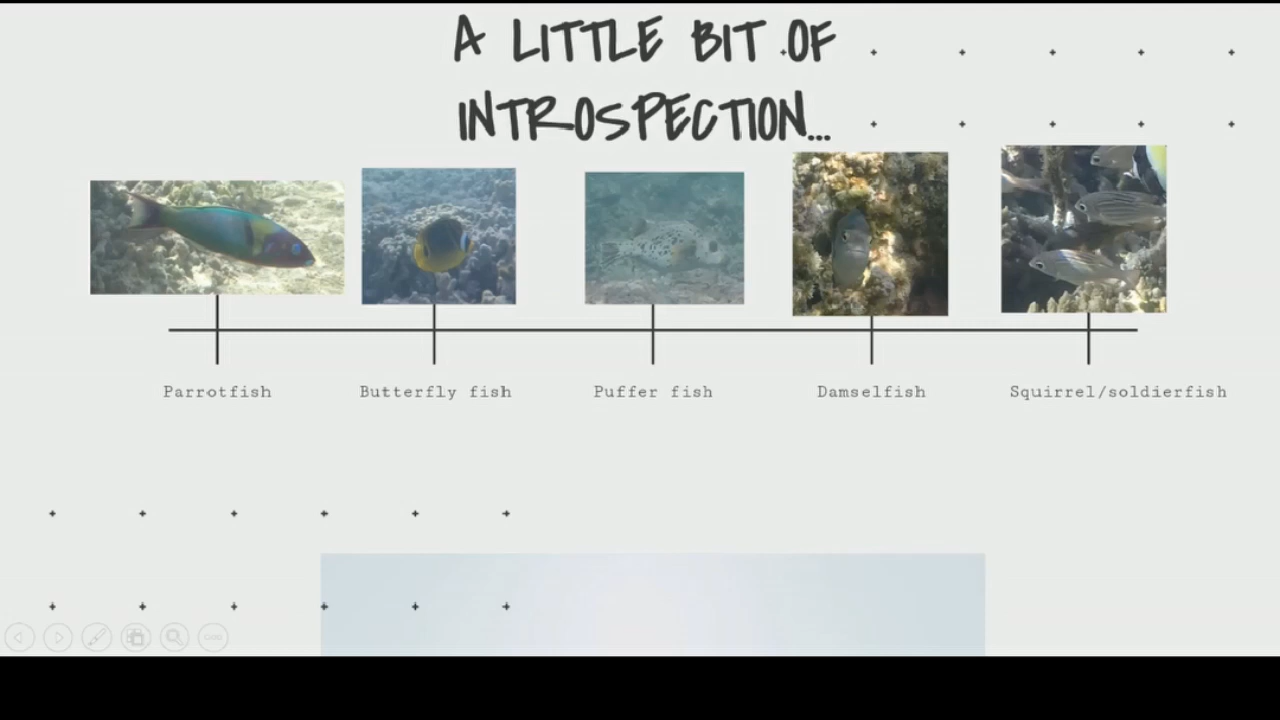 A LITTLE BIT OF
INTROSPECTION...
Parrotfish
Butterfly fish
Puffer fish
Damselfish
Squirrel/soldierfish